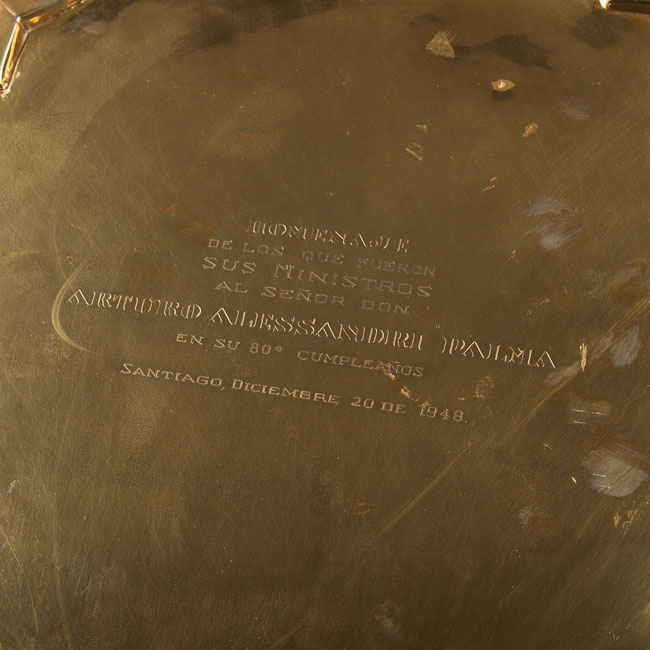 HOMENAJE
DE LOS QUE FUERON
SUS MINISTROS
AL SEÑOR DON
ARTURO ALESSANDRI PALMA
EN SU 80° CUMPLEAÑOS
SANTIAGO, DICIEMBRE 20 DE 1948.